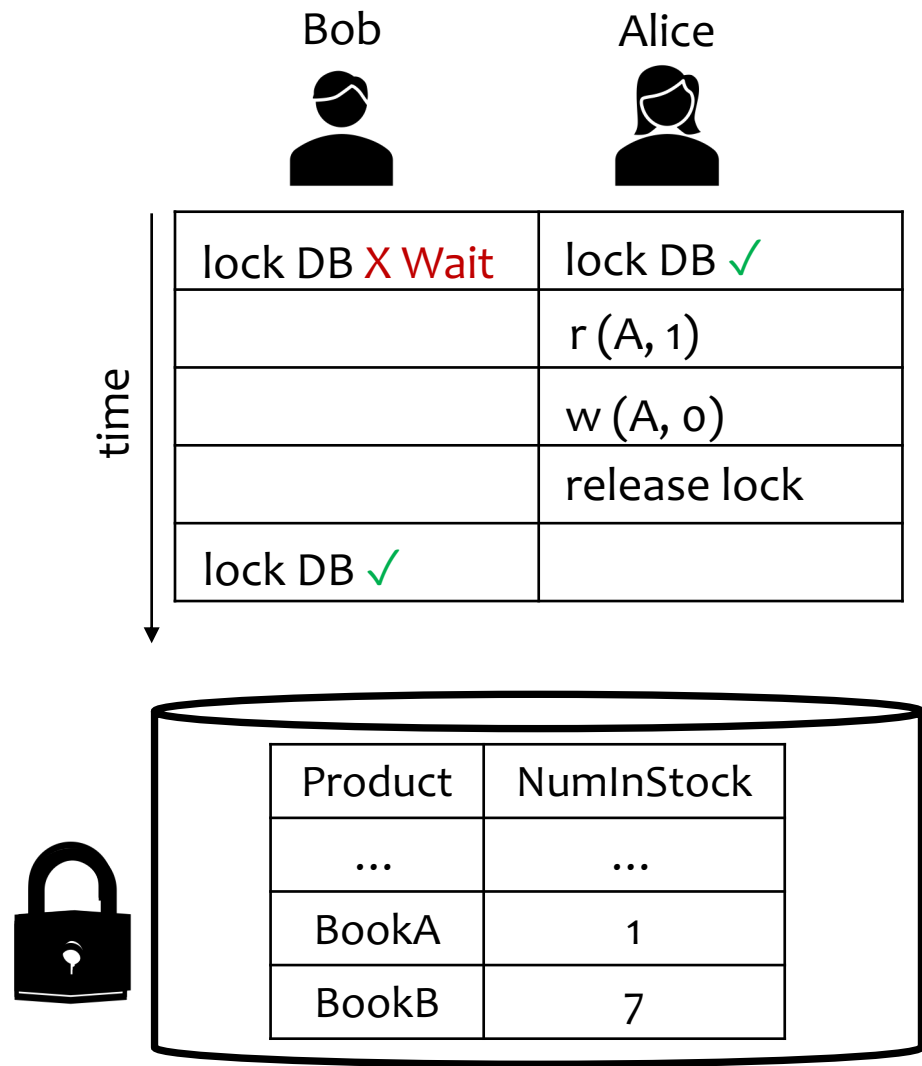 Bob Alice
time
lock DB X Wait lock DB ✓
r (A, 1)
w (A, 0)
release lock
lock DB ✓
Product NumInStock
... ...
BookA 1
BookB 7